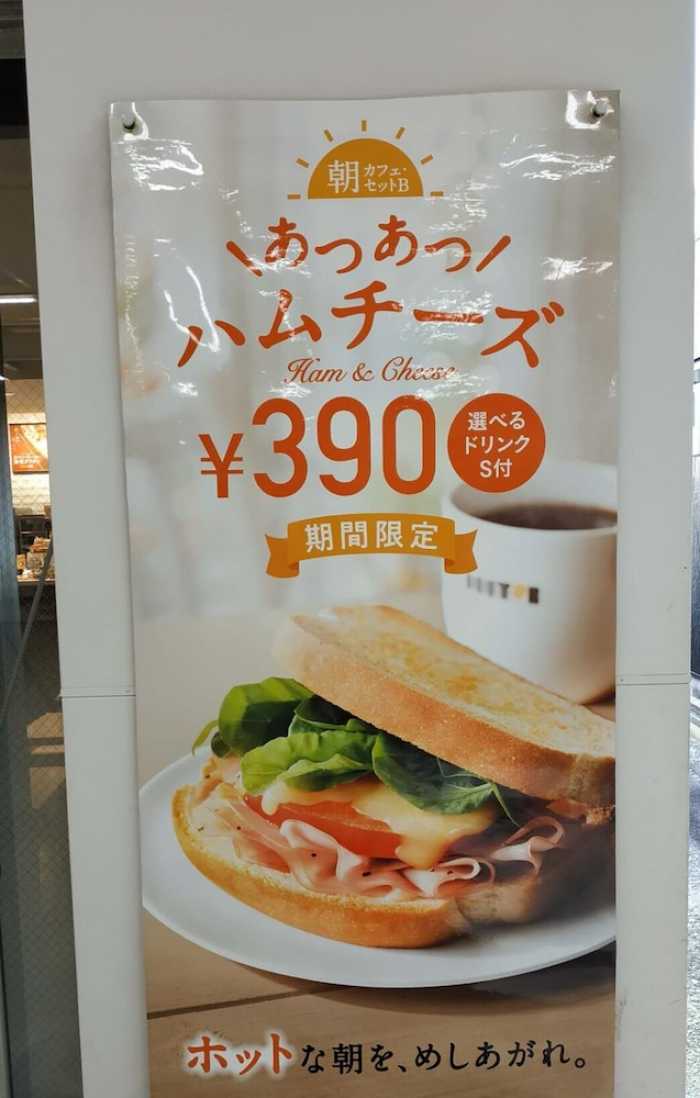 朝カフェ・
セットB
あつあつ
ハムチーズ
Ham & Cheese
¥390
選べる
ドリンク
S付
期間限定
ホットな朝を、めしあがれ。